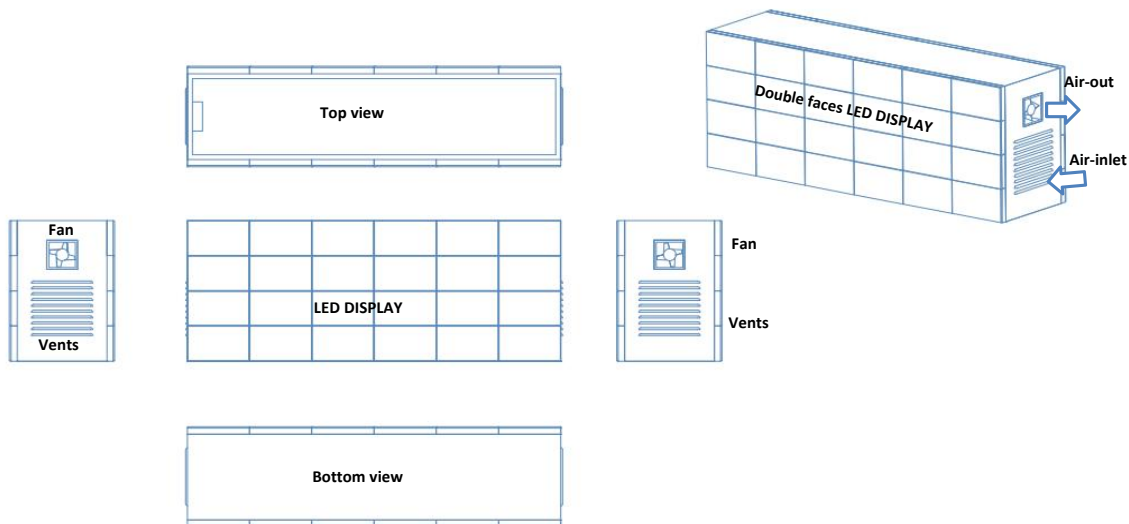 Top view
Double faces LED DISPLAY
Air-out
Air-inlet
Fan
Vents
LED DISPLAY
Fan
Vents
Bottom view